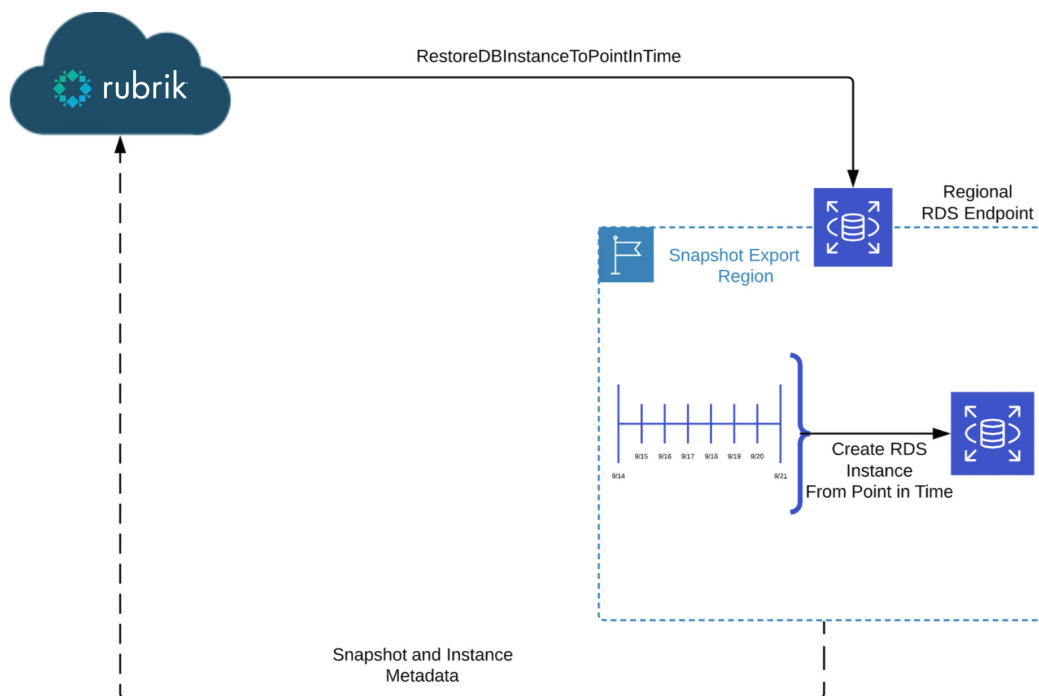 RestoreDBInstanceToPointInTime
rubrik
Regional
RDS Endpoint
Snapshot Export
Region
9/15 9/16 9/17 9/18 9/19 9/20
9/14 9/21
Create RDS
Instance
From Point in Time
Snapshot and Instance
Metadata